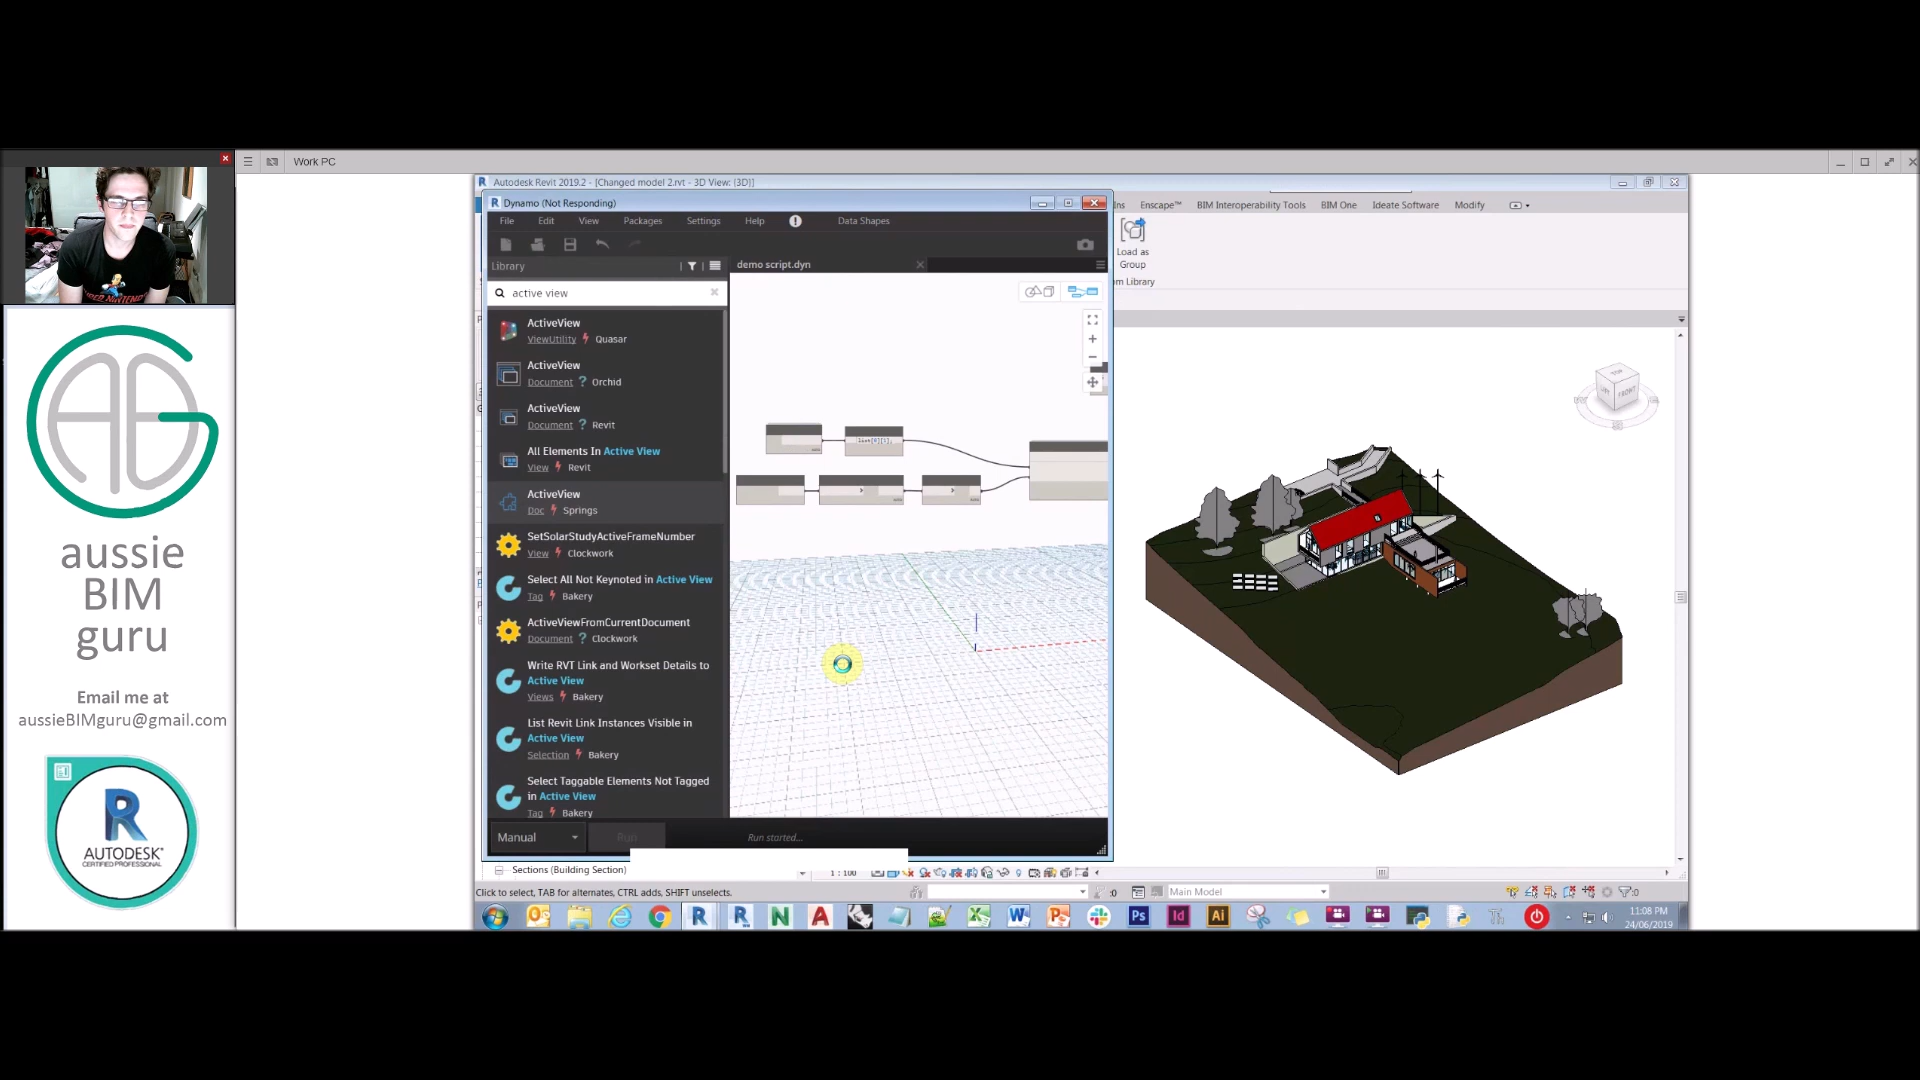 Work PC
Autodesk Revit 2019.2 - [Changed model 2.rvt - 3D View: {3D}]
Dynamo (Not Responding)
File Edit View Packages Settings Help Data Shapes
Enscape™ BIM Interoperability Tools BIM One Ideate Software Modify
Load as
Group
Library
demo script.dyn
active view
ActiveView
ViewUtility Quasar
ActiveView
Document ? Orchid
ActiveView
Document ? Revit
All Elements In Active View
View Revit
ActiveView
Doc Springs
SetSolarStudyActiveFrameNumber
View Clockwork
Select All Not Keynoted in Active View
Tag Bakery
ActiveViewFromCurrentDocument
Document ? Clockwork
Write RVT Link and Workset Details to
Active View
Views Bakery
List Revit Link Instances Visible in
Active View
Selection Bakery
Select Taggable Elements Not Tagged
in Active View
Tag Bakery
Manual Run Run started...
TOP
FRONT
Sections (Building Section)
1 : 100
Click to select, TAB for alternates, CTRL adds, SHIFT unselects.
:0 Main Model :0
11:08 PM
24/06/2019
aussie
BIM
guru
Email me at
aussieBIMguru@gmail.com
R
AUTODESK
CERTIFIED PROFESSIONAL